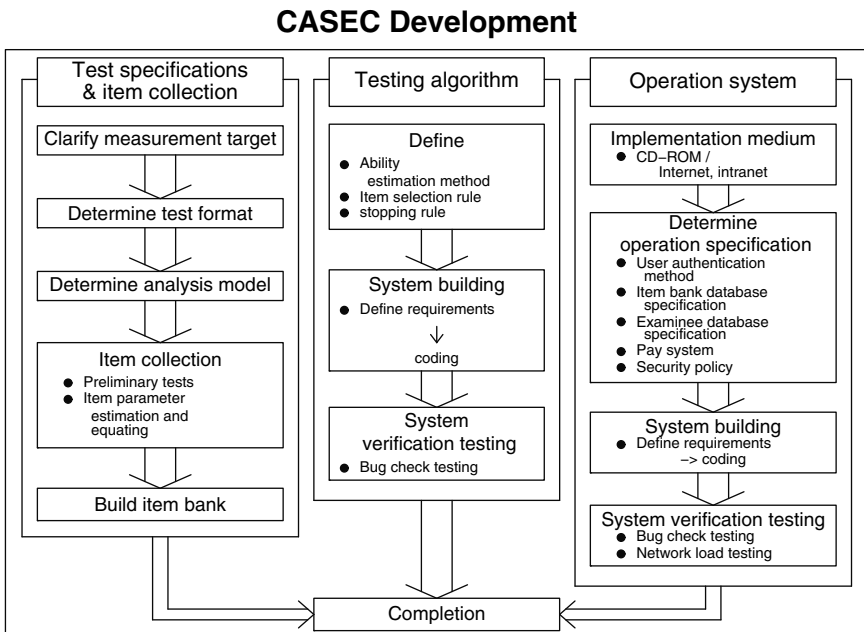 CASEC Development
Test specifications
& item collection
Clarify measurement target
Determine test format
Determine analysis model
Item collection
● Preliminary tests
● Item parameter
estimation and
equating
Build item bank
Testing algorithm
Define
● Ability
estimation method
● Item selection rule
● stopping rule
System building
● Define requirements
↓
coding
System
verification testing
● Bug check testing
Operation system
Implementation medium
● CD–ROM /
Internet, intranet
Determine
operation specification
● User authentication
method
● Item bank database
specification
● Examinee database
specification
● Pay system
● Security policy
System building
● Define requirements
–> coding
System verification testing
● Bug check testing
● Network load testing
Completion